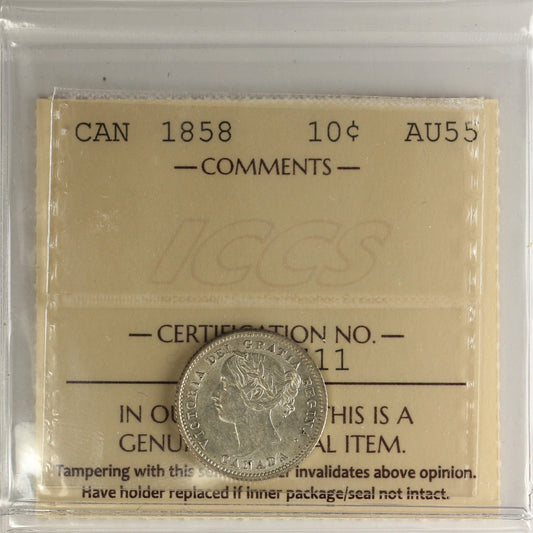 CAN 1858 10¢ AU55
— COMMENTS —
ICCS
— CERTIFICATION NO. —
11
IN OU THIS IS A
GENU AL ITEM.
Tampering with this s er invalidates above opinion.
Have holder replaced if inner package/seal not intact.
VICTORIA DEI GRATIA REGINA
CANADA